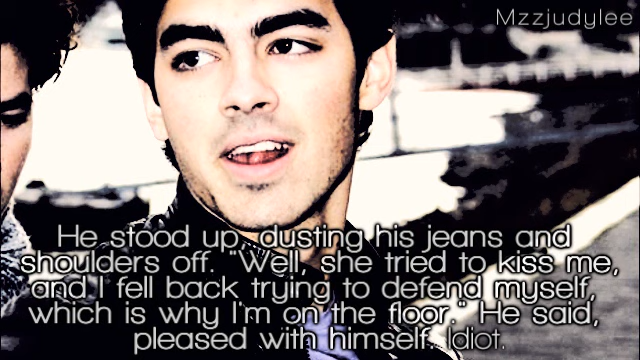 Mzzjudylee
He stood up, dusting his jeans and
shoulders off. "Well, she tried to kiss me,
and I fell back trying to defend myself,
which is why I'm on the floor." He said,
pleased with himself. Idiot.